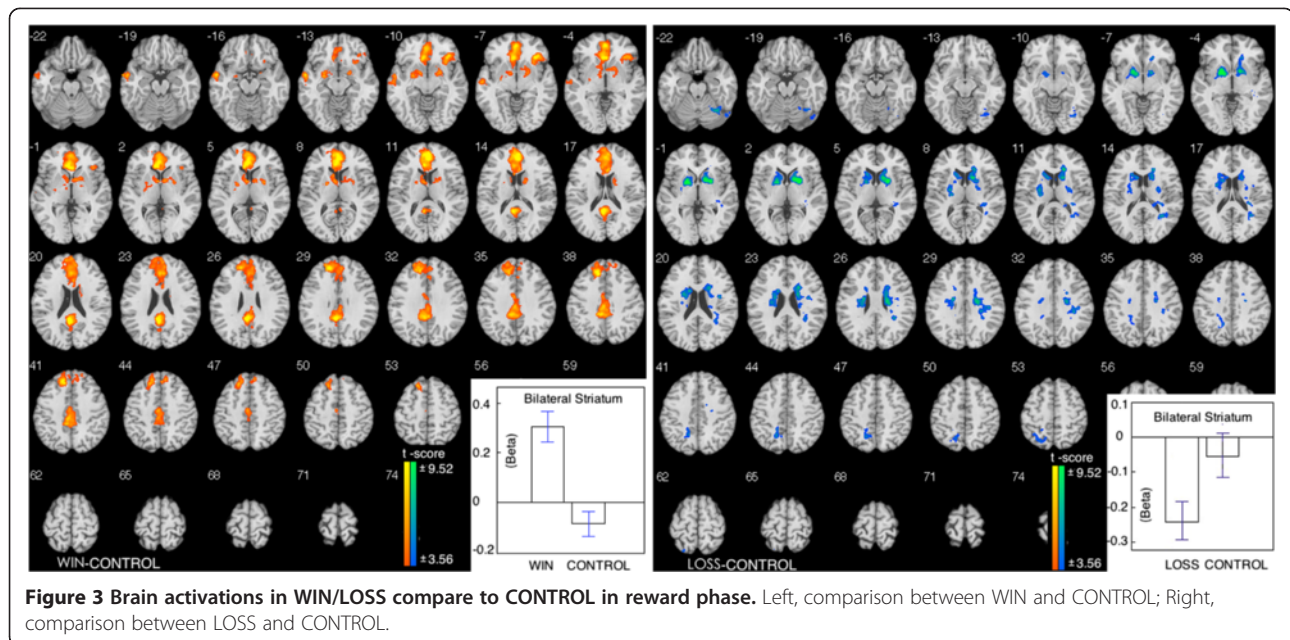 -22 -19 -16 -13 -10 -7 -4
-1 2 5 8 11 14 17
20 23 26 29 32 35 38
41 44 47 50 53 56 59
62 65 68 71 74
t -score
±9.52
±3.56
Bilateral Striatum
(Beta)
0.4
0.2
0
-0.2
WIN CONTROL
WIN-CONTROL
-22 -19 -16 -13 -10 -7 -4
-1 2 5 8 11 14 17
20 23 26 29 32 35 38
41 44 47 50 53 56 59
62 65 68 71 74
t -score
±9.52
±3.56
Bilateral Striatum
(Beta)
0.1
0
-0.1
-0.2
-0.3
LOSS CONTROL
LOSS-CONTROL
Figure 3 Brain activations in WIN/LOSS compare to CONTROL in reward phase. Left, comparison between WIN and CONTROL; Right,
comparison between LOSS and CONTROL.